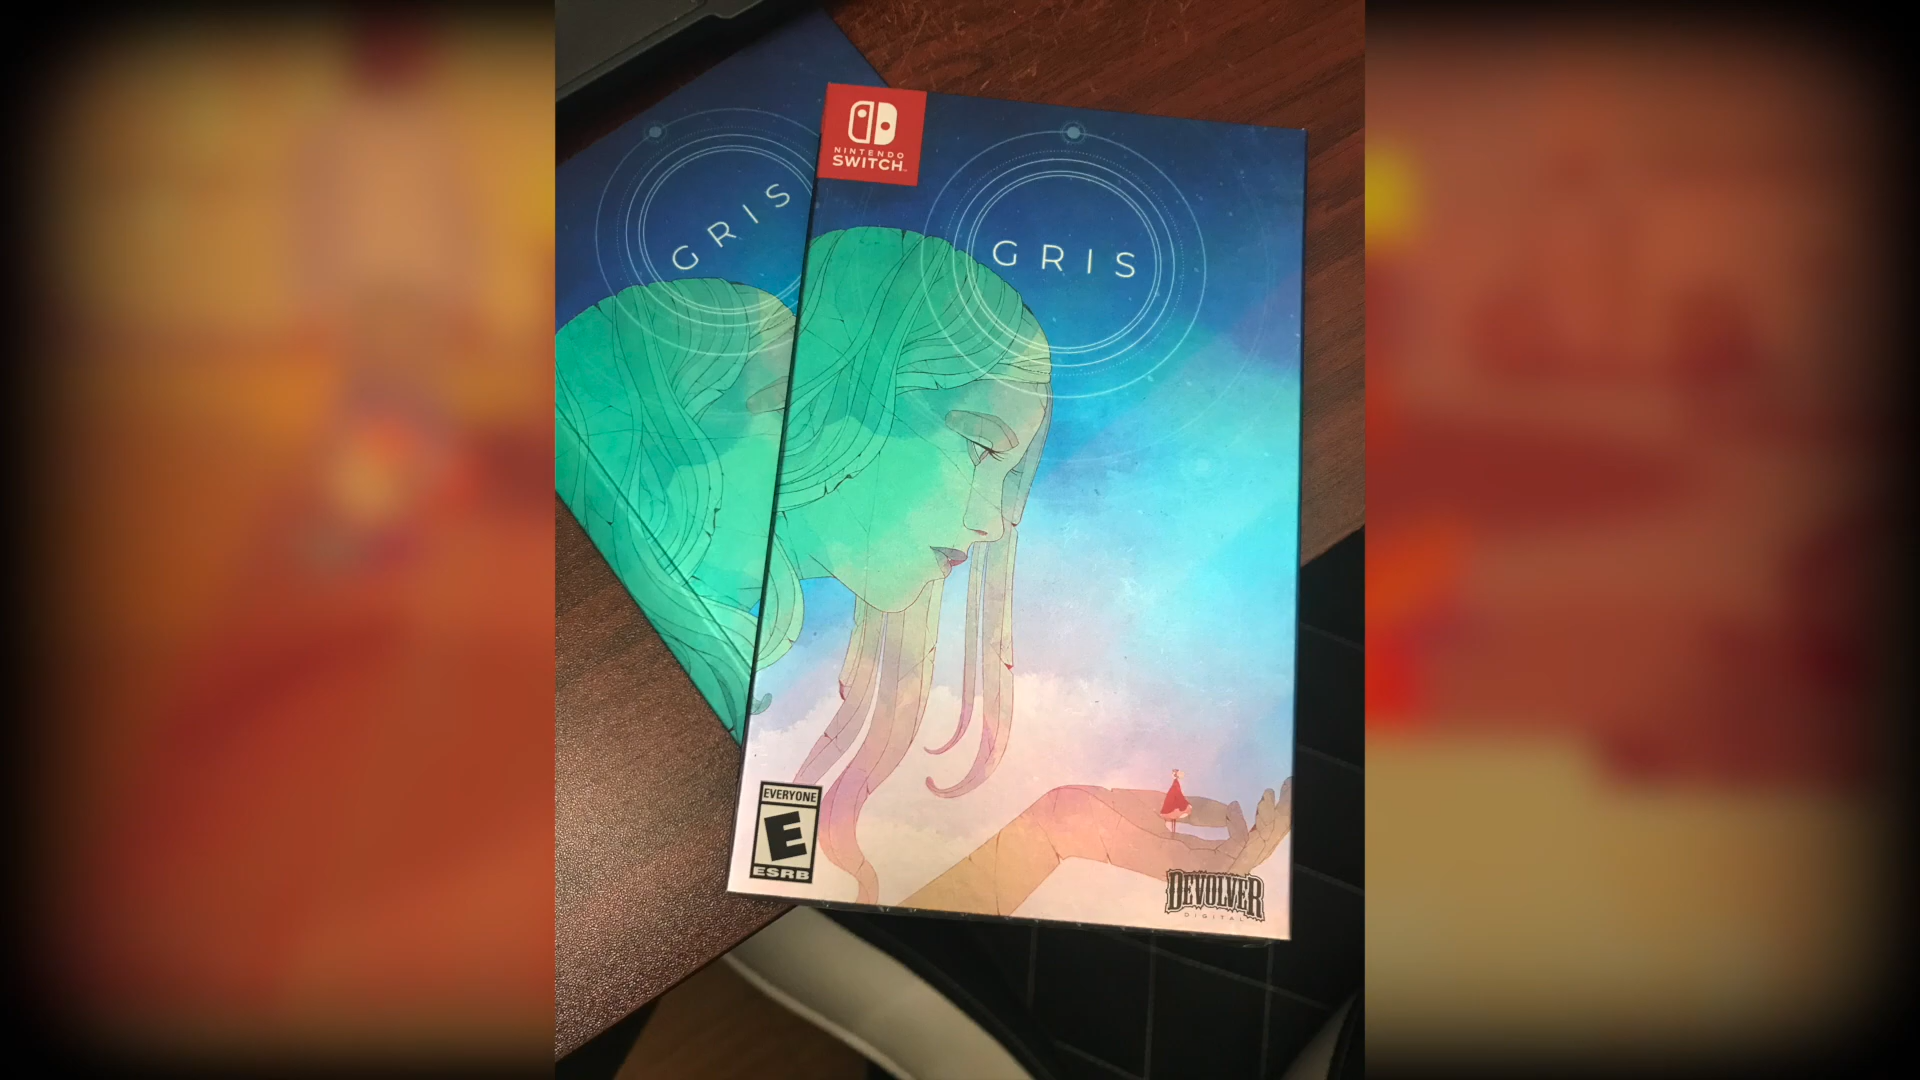 GRIS
NINTENDO
SWITCH
GRIS
EVERYONE
E
ESRB
DEVOLVER
DIGITAL